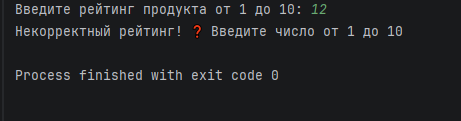 Введите рейтинг продукта от 1 до 10: 12
Некорректный рейтинг! ❓ Введите число от 1 до 10
Process finished with exit code 0